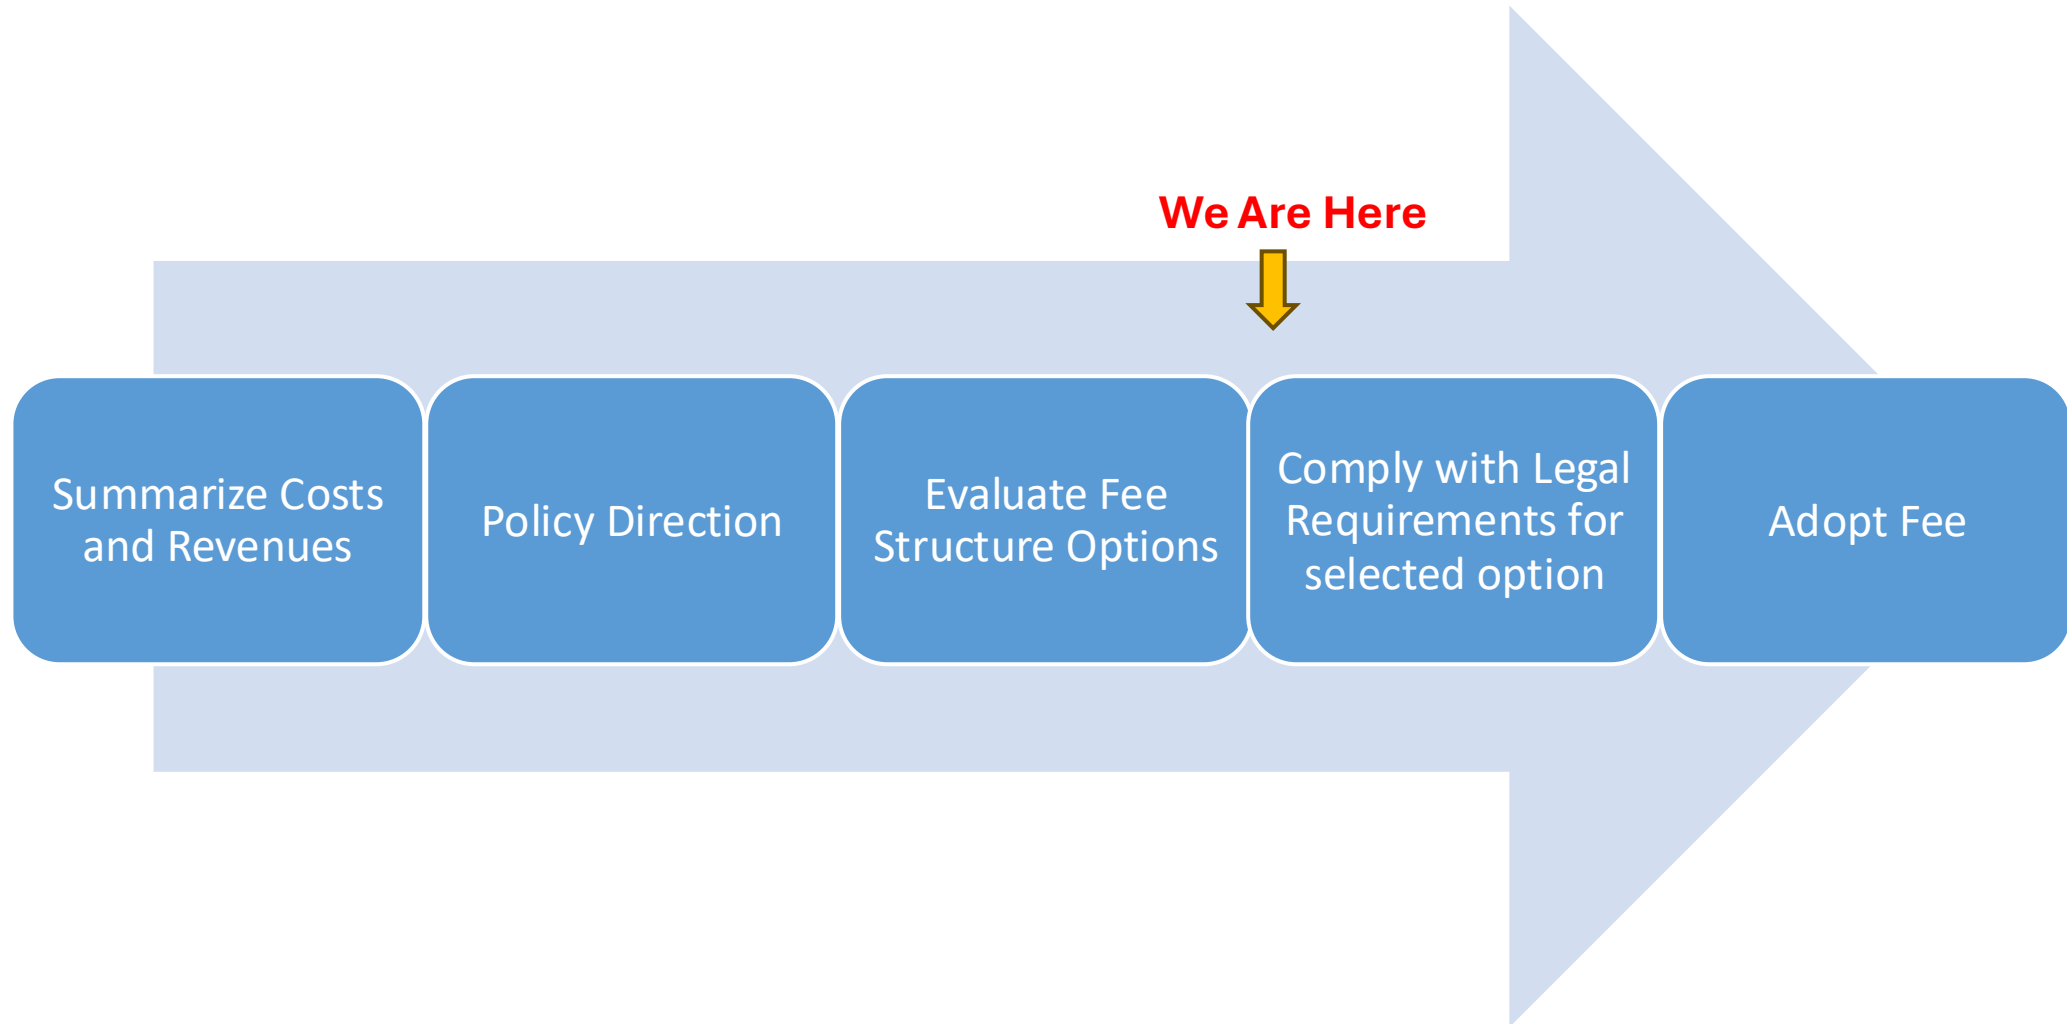 We Are Here
Summarize Costs
and Revenues
Policy Direction
Evaluate Fee
Structure Options
Comply with Legal
Requirements for
selected option
Adopt Fee